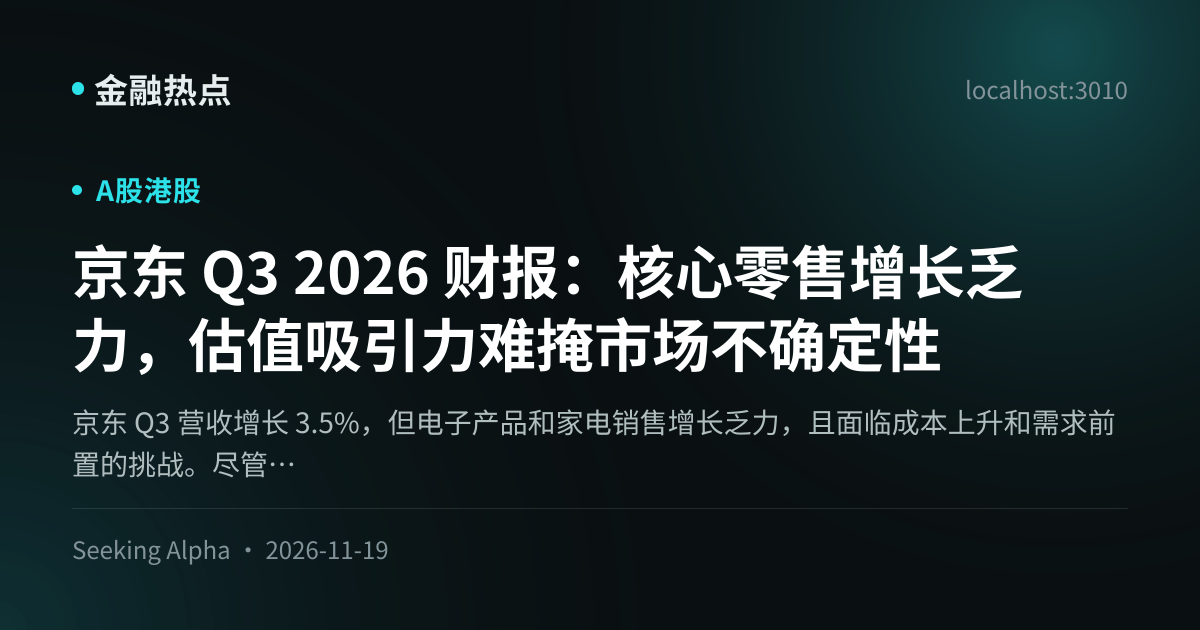 金融热点
localhost:3010
A股港股
京东 Q3 2026 财报：核心零售增长乏
力，估值吸引力难掩市场不确定性
京东 Q3 营收增长 3.5%，但电子产品和家电销售增长乏力，且面临成本上升和需求前
置的挑战。尽管…
Seeking Alpha · 2026-11-19